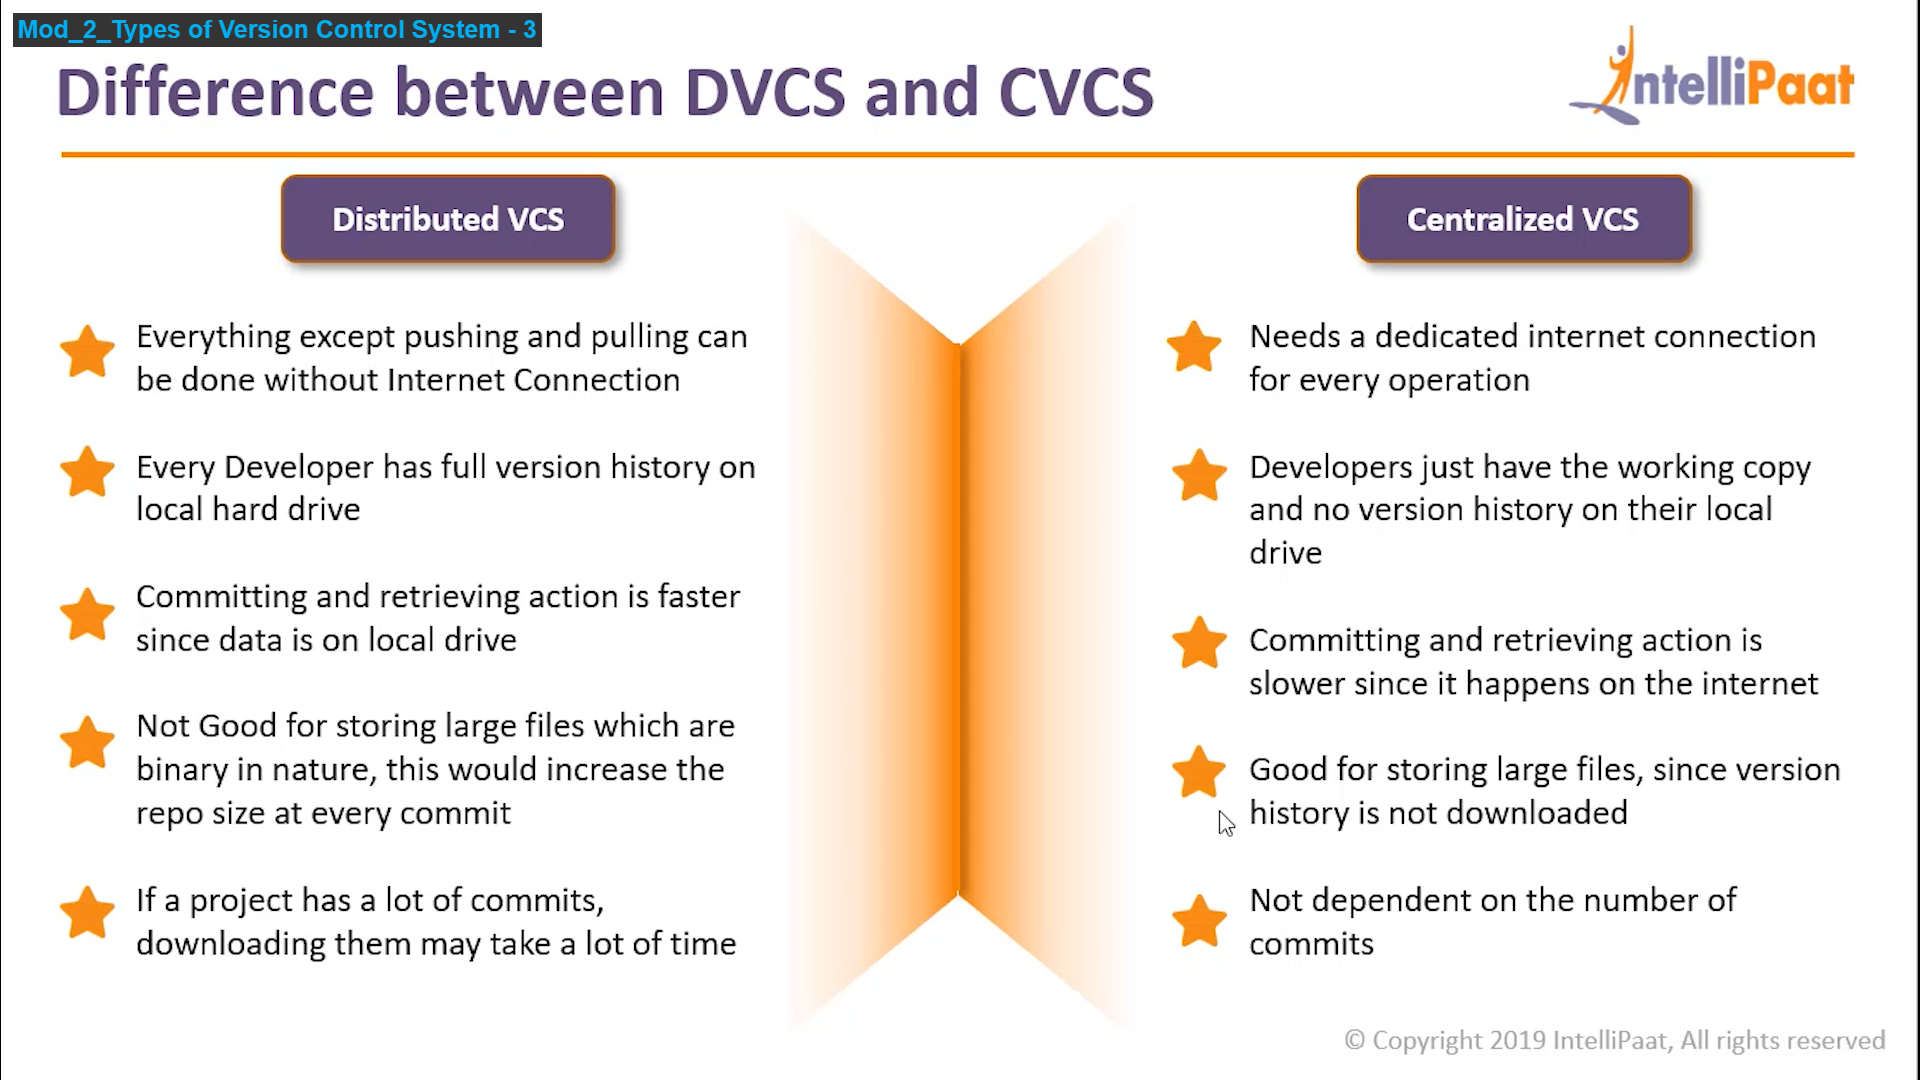 Mod_2_Types of Version Control System - 3
Difference between DVCS and CVCS
IntelliPaat
Distributed VCS
Everything except pushing and pulling can
be done without Internet Connection
Every Developer has full version history on
local hard drive
Committing and retrieving action is faster
since data is on local drive
Not Good for storing large files which are
binary in nature, this would increase the
repo size at every commit
If a project has a lot of commits,
downloading them may take a lot of time
Centralized VCS
Needs a dedicated internet connection
for every operation
Developers just have the working copy
and no version history on their local
drive
Committing and retrieving action is
slower since it happens on the internet
Good for storing large files, since version
history is not downloaded
Not dependent on the number of
commits
© Copyright 2019 IntelliPaat, All rights reserved